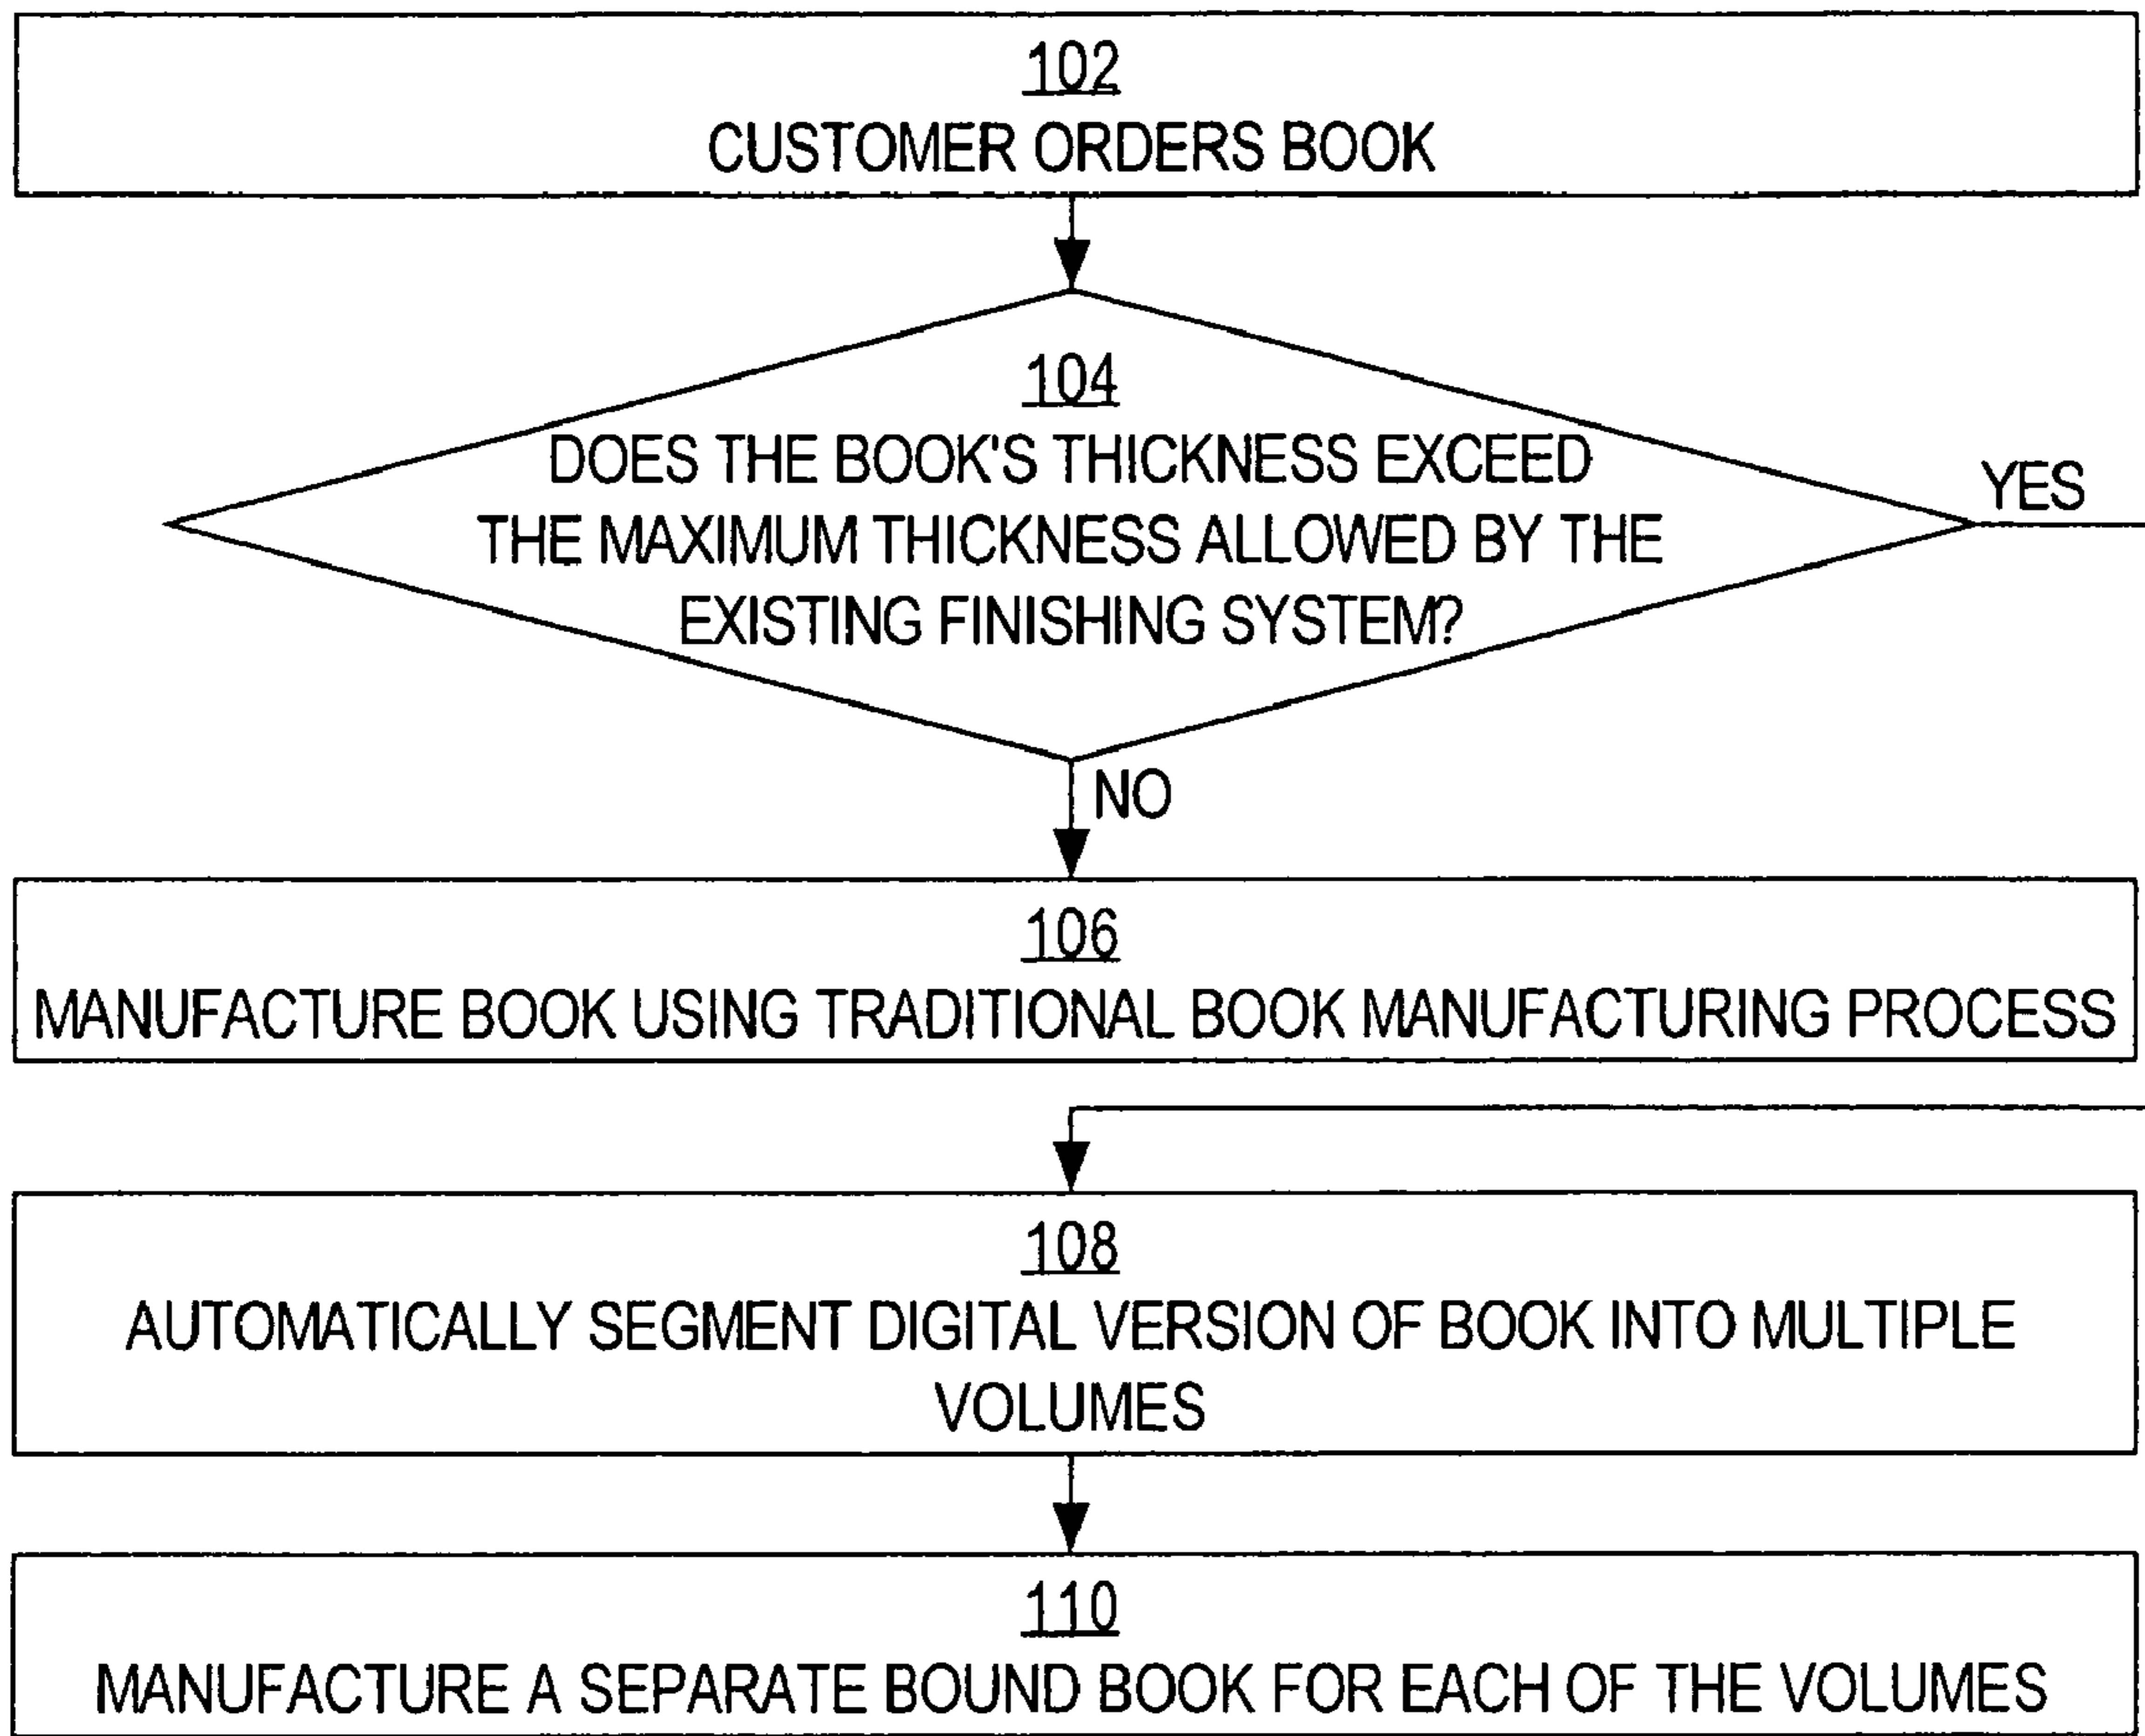 102
CUSTOMER ORDERS BOOK
104
DOES THE BOOK'S THICKNESS EXCEED
THE MAXIMUM THICKNESS ALLOWED BY THE
EXISTING FINISHING SYSTEM?
YES
NO
106
MANUFACTURE BOOK USING TRADITIONAL BOOK MANUFACTURING PROCESS
108
AUTOMATICALLY SEGMENT DIGITAL VERSION OF BOOK INTO MULTIPLE
VOLUMES
110
MANUFACTURE A SEPARATE BOUND BOOK FOR EACH OF THE VOLUMES